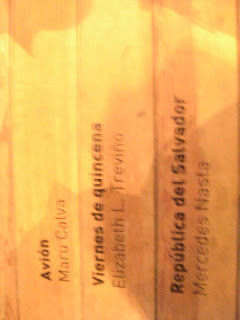 Avión
Maru Calva
Viernes de quincena
Elizabeth L. Treviño
República del Salvador
Mercedes Nasta